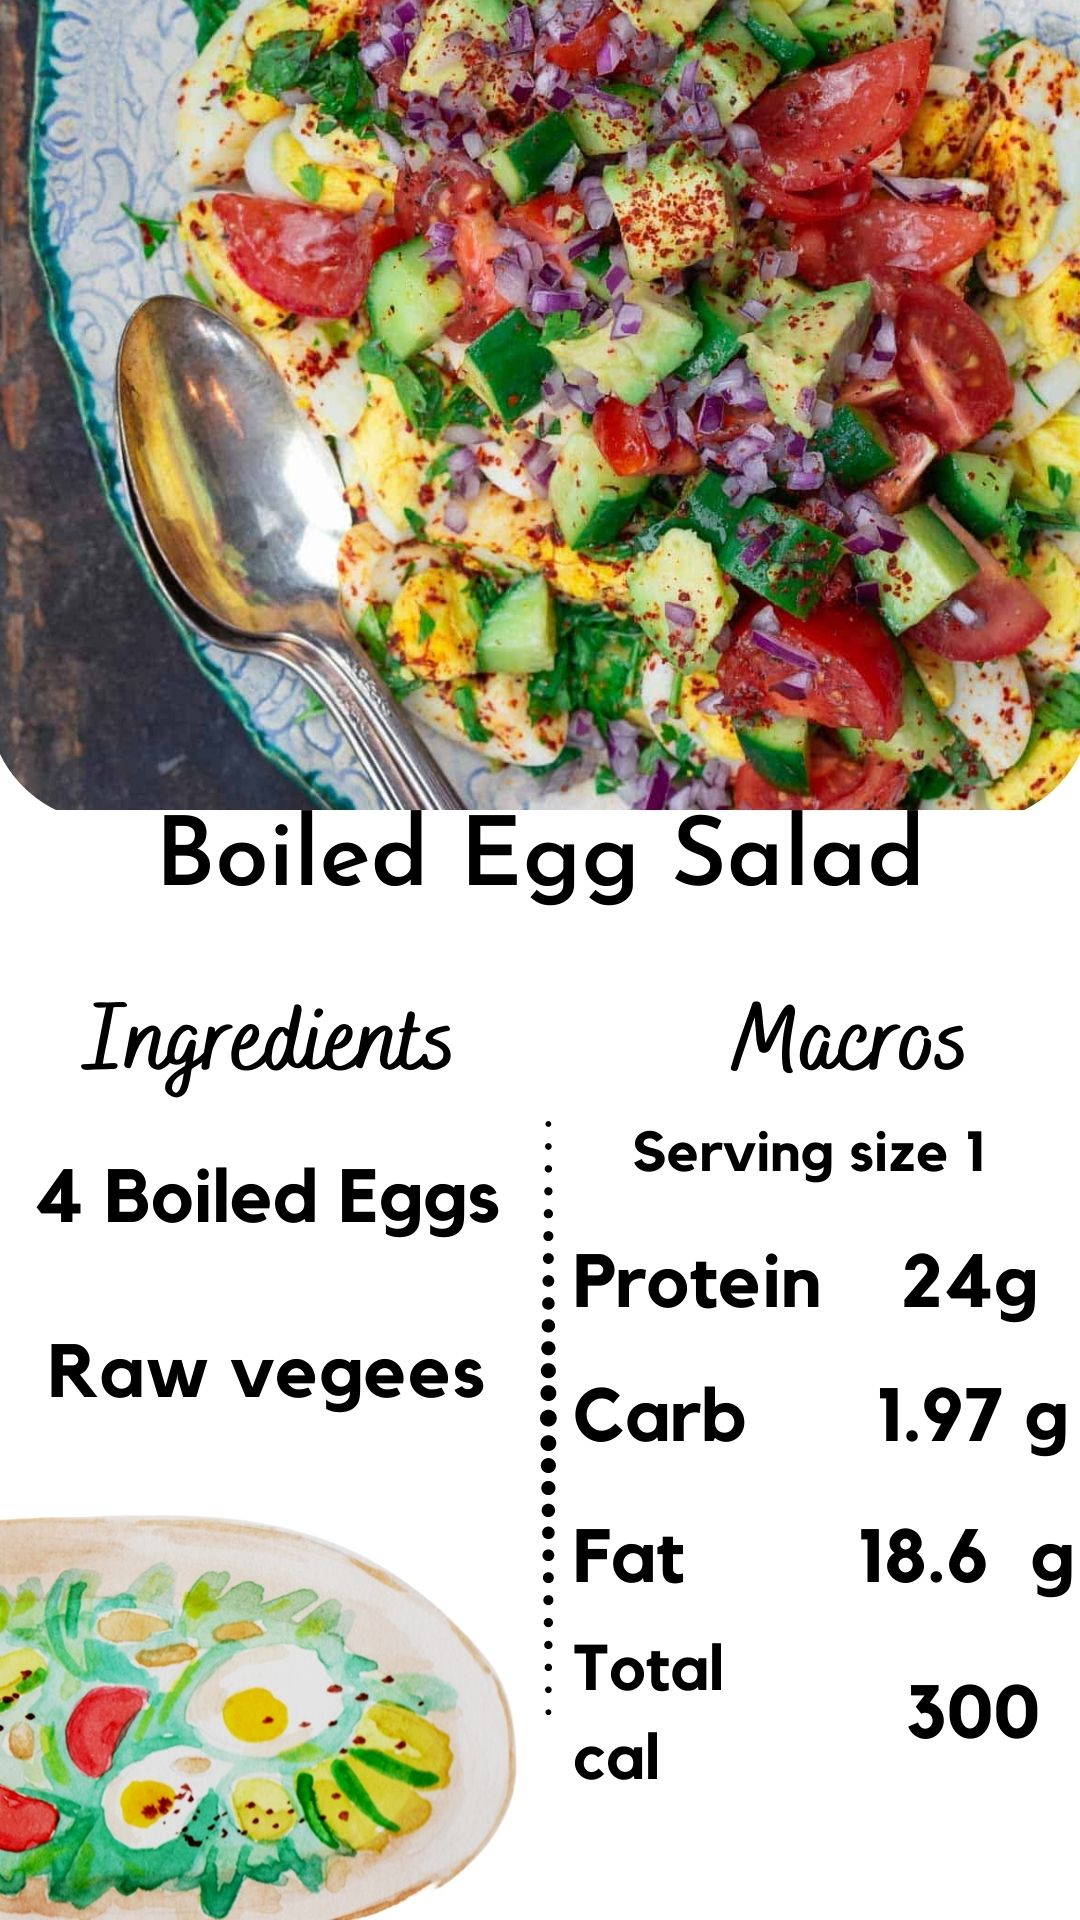 Boiled Egg Salad
Ingredients
4 Boiled Eggs
Raw vegees
Macros
Serving size 1
Protein 24g
Carb 1.97 g
Fat 18.6 g
Total
cal
300